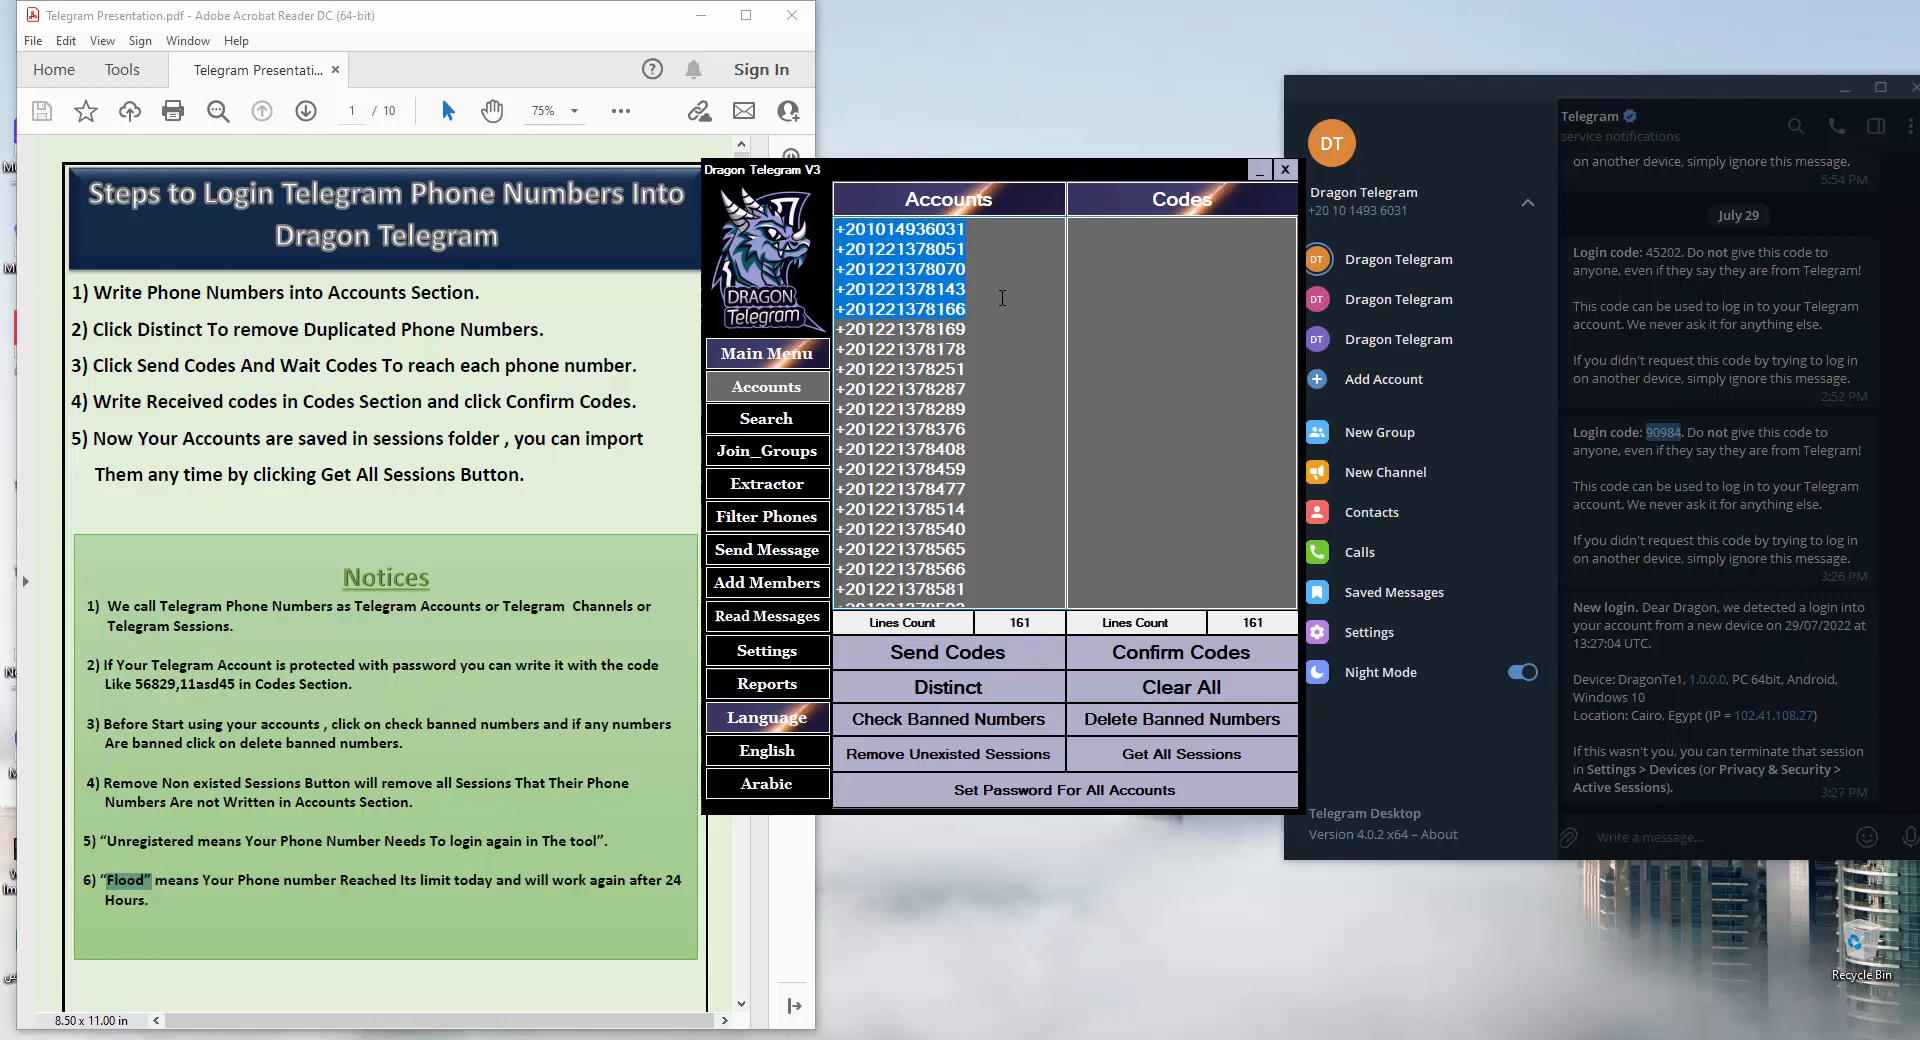 Telegram Presentation.pdf - Adobe Acrobat Reader DC (64-bit)
File Edit View Sign Window Help
Home Tools Telegram Presentati... × Sign In
1 / 10 75%
Steps to Login Telegram Phone Numbers Into
Dragon Telegram
1) Write Phone Numbers into Accounts Section.
2) Click Distinct To remove Duplicated Phone Numbers.
3) Click Send Codes And Wait Codes To reach each phone number.
4) Write Received codes in Codes Section and click Confirm Codes.
5) Now Your Accounts are saved in sessions folder , you can import
Them any time by clicking Get All Sessions Button.
Notices
1) We call Telegram Phone Numbers as Telegram Accounts or Telegram Channels or
Telegram Sessions.
2) If Your Telegram Account is protected with password you can write it with the code
Like 56829,11asd45 in Codes Section.
3) Before Start using your accounts , click on check banned numbers and if any numbers
Are banned click on delete banned numbers.
4) Remove Non existed Sessions Button will remove all Sessions That Their Phone
Numbers Are not Written in Accounts Section.
5) “Unregistered means Your Phone Number Needs To login again in The tool”.
6) “Flood” means Your Phone number Reached Its limit today and will work again after 24
Hours.
8.50 x 11.00 in
Dragon Telegram V3
_ X
DRAGON
Telegram
Main Menu
Accounts
Search
Join_Groups
Extractor
Filter Phones
Send Message
Add Members
Read Messages
Settings
Reports
Language
English
Arabic
Accounts Codes
+201014936031
+201221378051
+201221378070
+201221378143
+201221378166
+201221378169
+201221378178
+201221378251
+201221378287
+201221378289
+201221378376
+201221378408
+201221378459
+201221378477
+201221378514
+201221378540
+201221378565
+201221378566
+201221378581
Lines Count 161 Lines Count 161
Send Codes Confirm Codes
Distinct Clear All
Check Banned Numbers Delete Banned Numbers
Remove Unexisted Sessions Get All Sessions
Set Password For All Accounts
DT
Dragon Telegram
+20 10 1493 6031
DT Dragon Telegram
DT Dragon Telegram
DT Dragon Telegram
Add Account
New Group
New Channel
Contacts
Calls
Saved Messages
Settings
Night Mode
Telegram Desktop
Version 4.0.2 x64 – About
Telegram
service notifications
on another device, simply ignore this message.
5:54 PM
July 29
Login code: 45202. Do not give this code to
anyone, even if they say they are from Telegram!
This code can be used to log in to your Telegram
account. We never ask it for anything else.
If you didn't request this code by trying to log in
on another device, simply ignore this message.
2:52 PM
Login code: 90984. Do not give this code to
anyone, even if they say they are from Telegram!
This code can be used to log in to your Telegram
account. We never ask it for anything else.
If you didn't request this code by trying to log in
on another device, simply ignore this message.
3:26 PM
New login. Dear Dragon, we detected a login into
your account from a new device on 29/07/2022 at
13:27:04 UTC.
Device: DragonTe1, 1.0.0.0, PC 64bit, Android,
Windows 10
Location: Cairo, Egypt (IP = 102.41.108.27)
If this wasn't you, you can terminate that session
in Settings > Devices (or Privacy & Security >
Active Sessions).
3:27 PM
Write a message...
Recycle Bin